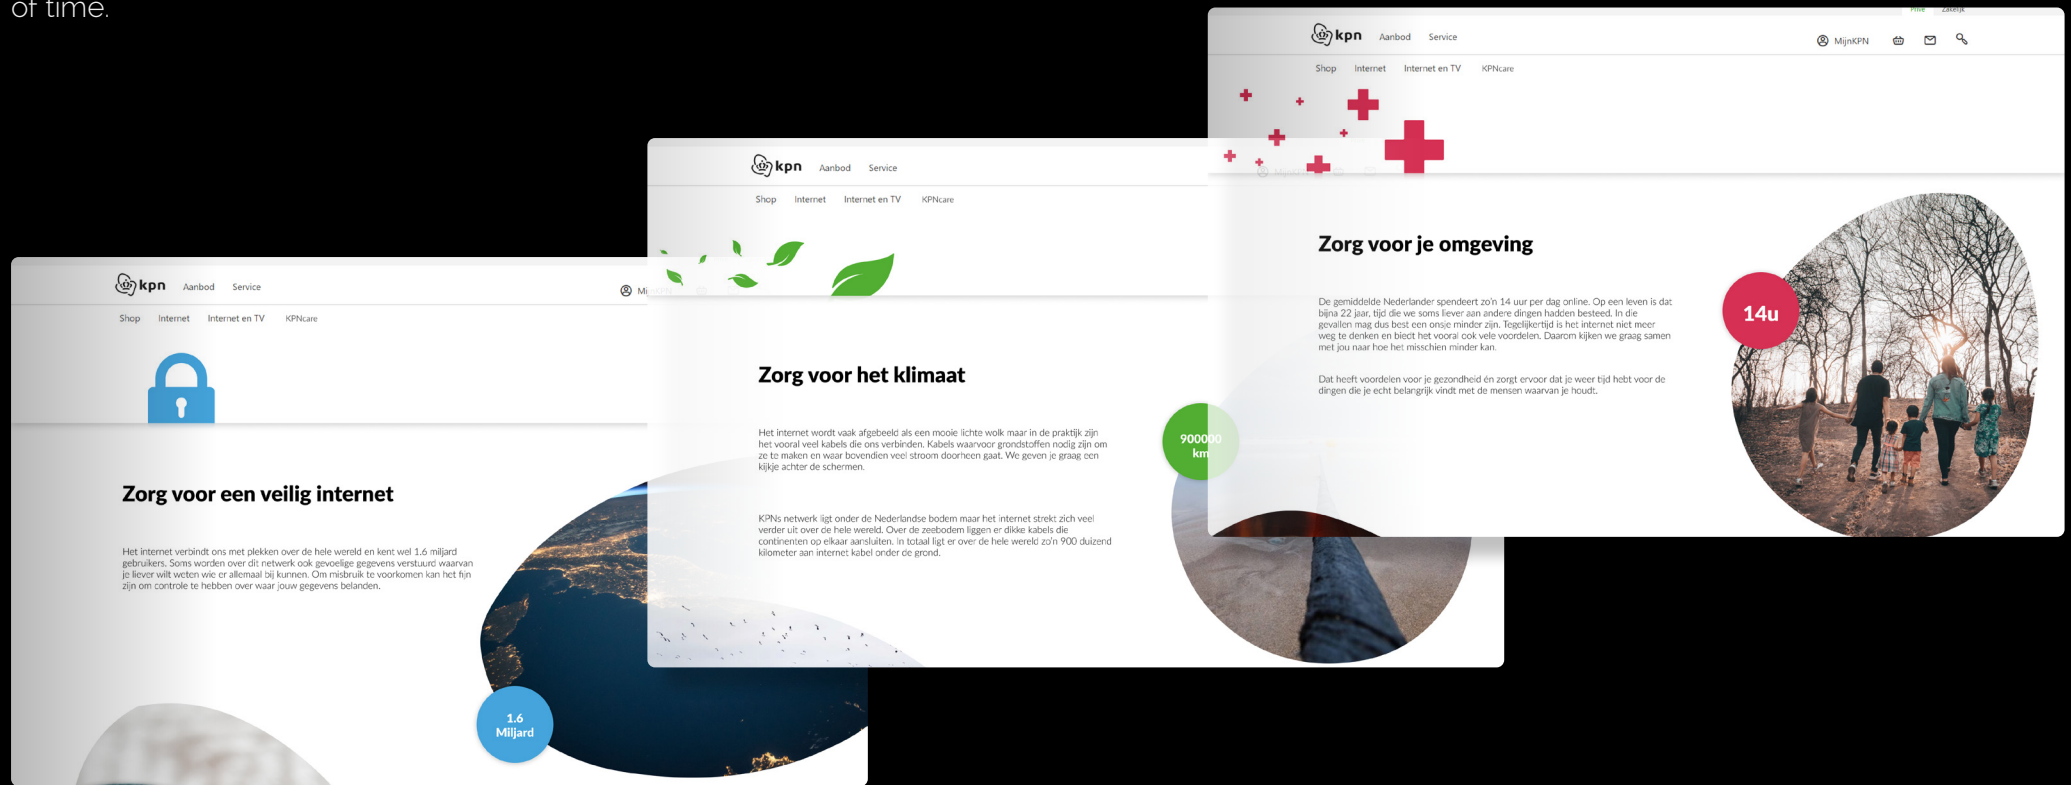 of time.
kpn Aanbod Service
Shop Internet Internet en TV KPNcare
Zorg voor een veilig internet
Het internet verbindt ons met plekken over de hele wereld en kent wel 1.6 miljard
gebruikers. Soms worden over dit netwerk ook gevoelige gegevens verstuurd waarvan
je liever wilt weten wie er allemaal bij kunnen. Om misbruik te voorkomen kan het fijn
zijn om controle te hebben over waar jouw gegevens belanden.
1.6
Miljard
kpn Aanbod Service
Shop Internet Internet en TV KPNcare
Zorg voor het klimaat
Het internet wordt vaak afgebeeld als een mooie lichte wolk maar in de praktijk zijn
het vooral veel kabels die ons verbinden. Kabels waarvoor grondstoffen nodig zijn om
ze te maken en waar bovendien veel stroom doorheen gaat. We geven je graag een
kijkje achter de schermen.
KPNs netwerk ligt onder de Nederlandse bodem maar het internet strekt zich veel
verder uit over de hele wereld. Over de zeebodem liggen er dikke kabels die
continenten op elkaar aansluiten. In totaal ligt er over de hele wereld zo'n 900 duizend
kilometer aan internet kabel onder de grond.
900000
km
Privé Zakelijk
kpn Aanbod Service MijnKPN
Shop Internet Internet en TV KPNcare
Zorg voor je omgeving
De gemiddelde Nederlander spendeert zo'n 14 uur per dag online. Op een leven is dat
bijna 22 jaar, tijd die we soms liever aan andere dingen hadden besteed. In die
gevallen mag dus best een onsje minder zijn. Tegelijkertijd is het internet niet meer
weg te denken en biedt het vooral ook vele voordelen. Daarom kijken we graag samen
met jou naar hoe het misschien minder kan.
Dat heeft voordelen voor je gezondheid én zorgt ervoor dat je weer tijd hebt voor de
dingen die je echt belangrijk vindt met de mensen waarvan je houdt.
14u